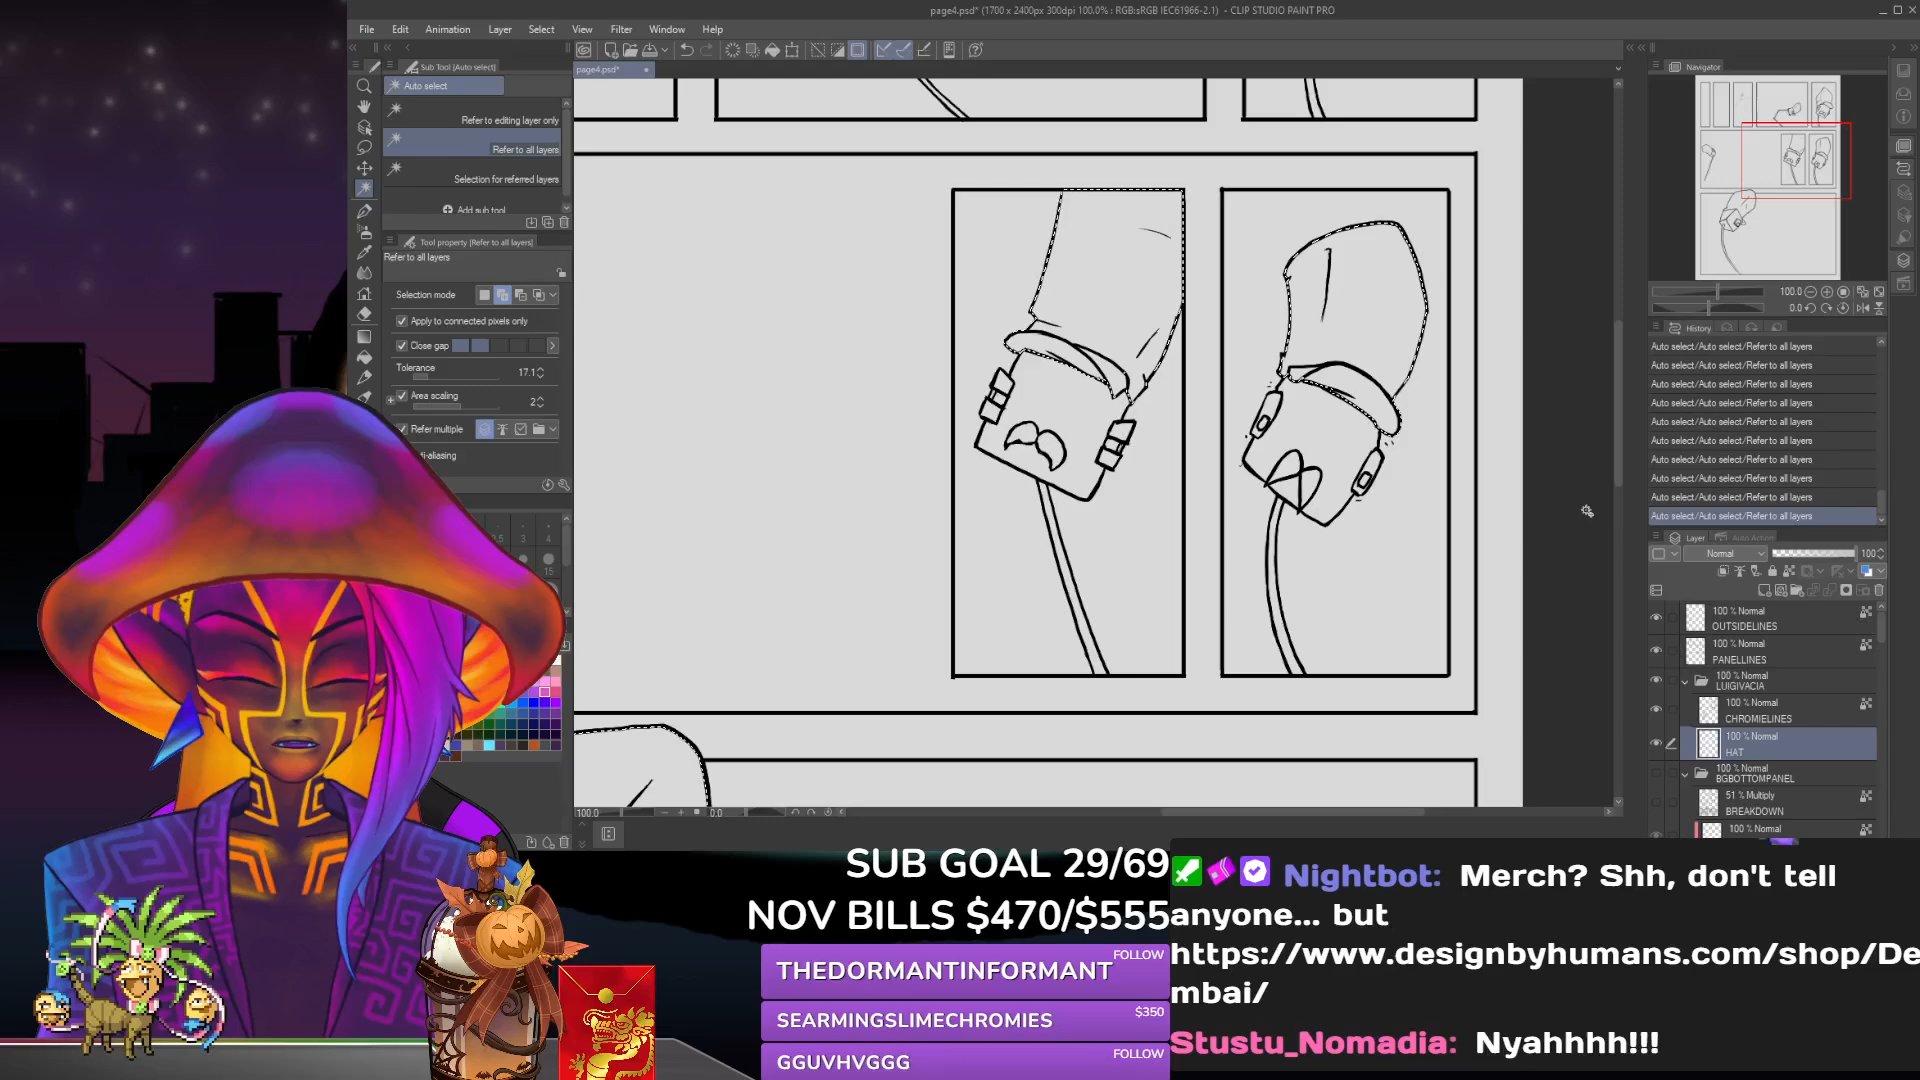 page4.psd* (1700 x 2400px 300dpi 100.0% : RGB:sRGB IEC61966-2.1) - CLIP STUDIO PAINT PRO
File Edit Animation Layer Select View Filter Window Help
Sub Tool [Auto select]
page4.psd*
Navigator
Auto select
Refer to editing layer only
Refer to all layers
Selection for referred layers
Add sub tool
Tool property [Refer to all layers]
Refer to all layers
Selection mode
Apply to connected pixels only
Close gap
Tolerance
17.1
Area scaling
2
Refer multiple
100.0
0.0
History
Auto select/Auto select/Refer to all layers
Auto select/Auto select/Refer to all layers
Auto select/Auto select/Refer to all layers
Auto select/Auto select/Refer to all layers
Auto select/Auto select/Refer to all layers
Auto select/Auto select/Refer to all layers
Auto select/Auto select/Refer to all layers
Auto select/Auto select/Refer to all layers
Auto select/Auto select/Refer to all layers
Auto select/Auto select/Refer to all layers
Layer Auto Action
Normal 100
100 % Normal
OUTSIDELINES
100 % Normal
PANELLINES
100 % Normal
LUIGIVACIA
100 % Normal
CHROMIELINES
100 % Normal
HAT
100 % Normal
BGBOTTOMPANEL
51 % Multiply
BREAKDOWN
100 % Normal
100.0 0.0
SUB GOAL 29/69
NOV BILLS $470/$555
THEDORMANTINFORMANT FOLLOW
SEARMINGSLIMECHROMIES $350
GGUVHVGGG FOLLOW
Nightbot: Merch? Shh, don't tell
anyone... but
https://www.designbyhumans.com/shop/De
mbai/
Stustu_Nomadia: Nyahhhh!!!